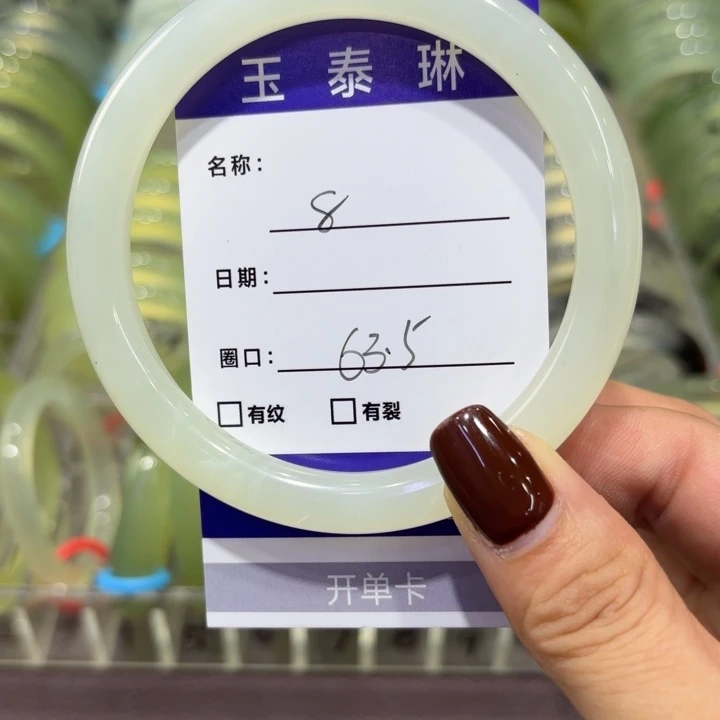 玉泰琳
名称：
8
日期：
圈口： 63.5
有纹 有裂
开单卡